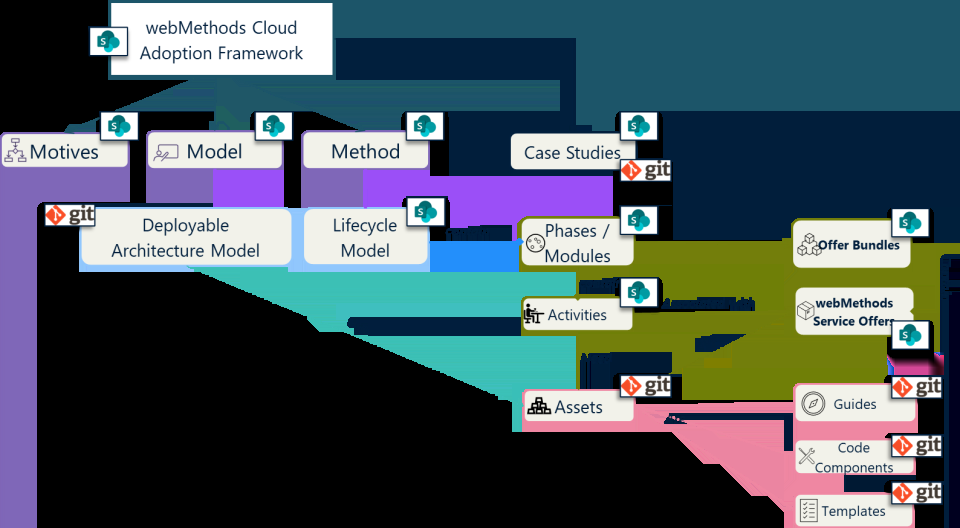 webMethods Cloud
Adoption Framework
S
S
S
S
S
Motives
Model
Method
Case Studies
git
git
S
S
S
Deployable
Architecture Model
Lifecycle
Model
Phases /
Modules
Offer Bundles
S
Activities
webMethods
Service Offers
S
git
git
Assets
Guides
git
Code
Components
git
Templates